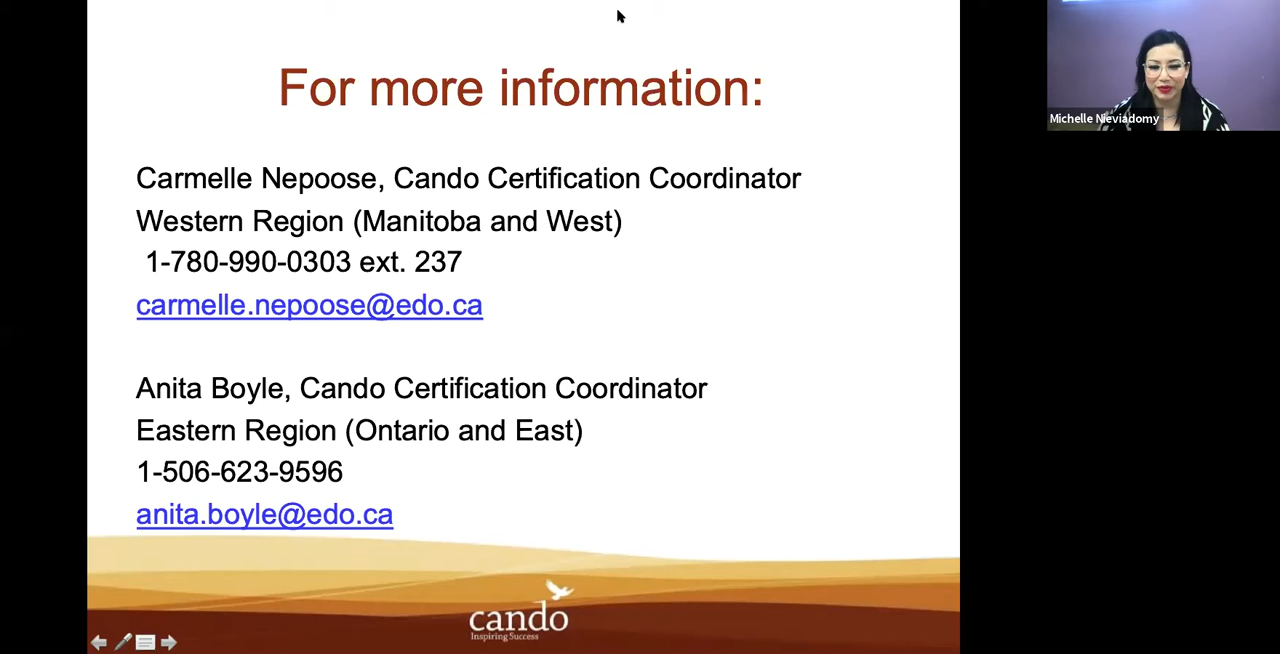 For more information:
Michelle Nieviadomy
Carmelle Nepoose, Cando Certification Coordinator
Western Region (Manitoba and West)
1-780-990-0303 ext. 237
carmelle.nepoose@edo.ca
Anita Boyle, Cando Certification Coordinator
Eastern Region (Ontario and East)
1-506-623-9596
anita.boyle@edo.ca
cando
Inspiring Success